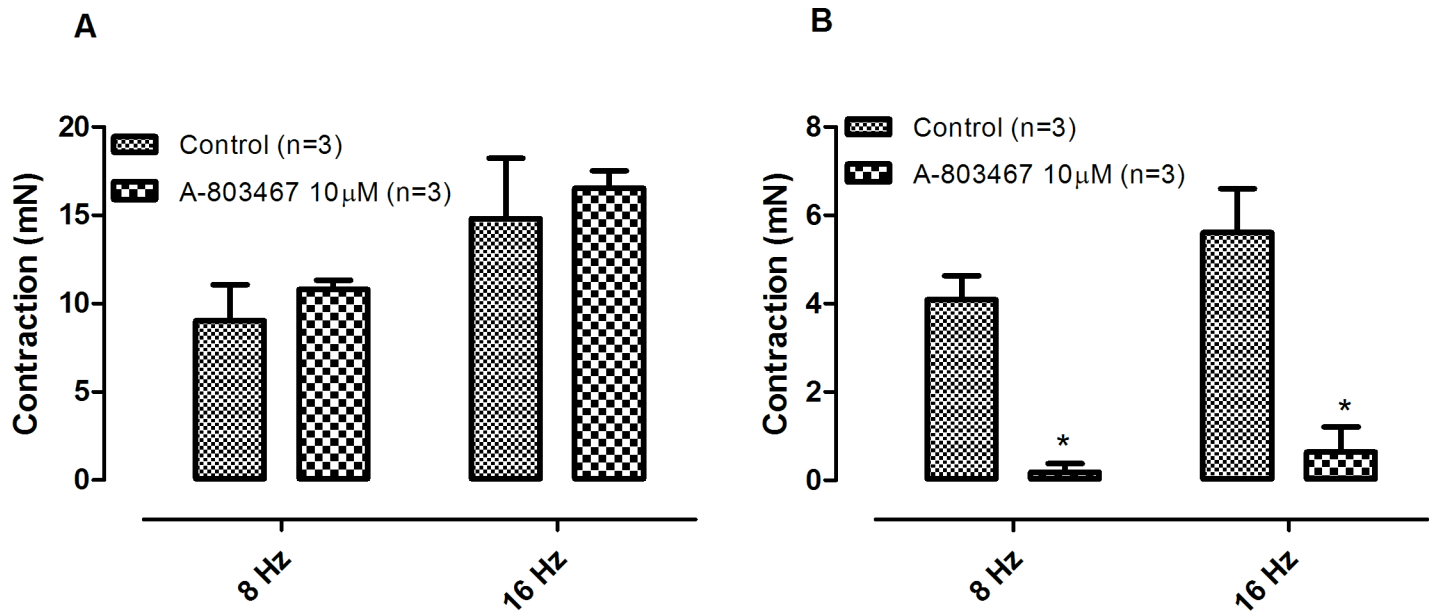 A
Contraction (mN)
20
15
10
5
0
Control (n=3)
A-803467 10μM (n=3)
*8 Hz
16 Hz
B
Contraction (mN)
8
6
4
2
0
Control (n=3)
A-803467 10μM (n=3)
*
*
8 Hz
16 Hz